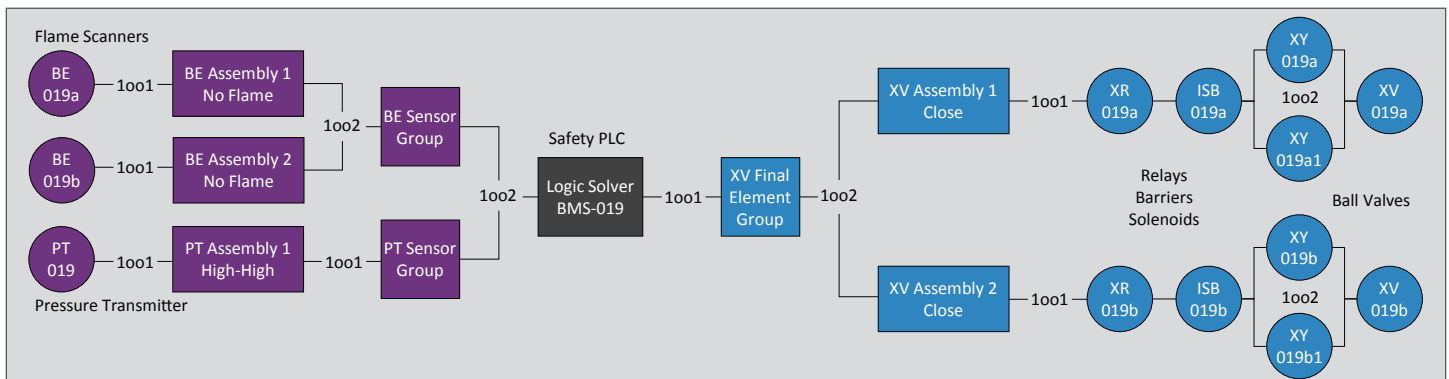 Flame Scanners
BE
019a
1oo1
BE Assembly 1
No Flame
1oo2
BE
019b
1oo1
BE Assembly 2
No Flame
BE Sensor
Group
PT
019
1oo1
PT Assembly 1
High-High
1oo1
PT Sensor
Group
Pressure Transmitter
1oo2
Safety PLC
Logic Solver
BMS-019
1oo1
XV Final
Element
Group
1oo2
XV Assembly 1
Close
1oo1
XR
019a
ISB
019a
XY
019a
1oo2
XY
019a1
XV
019a
Relays
Barriers
Solenoids
Ball Valves
XV Assembly 2
Close
1oo1
XR
019b
ISB
019b
XY
019b
1oo2
XY
019b1
XV
019b